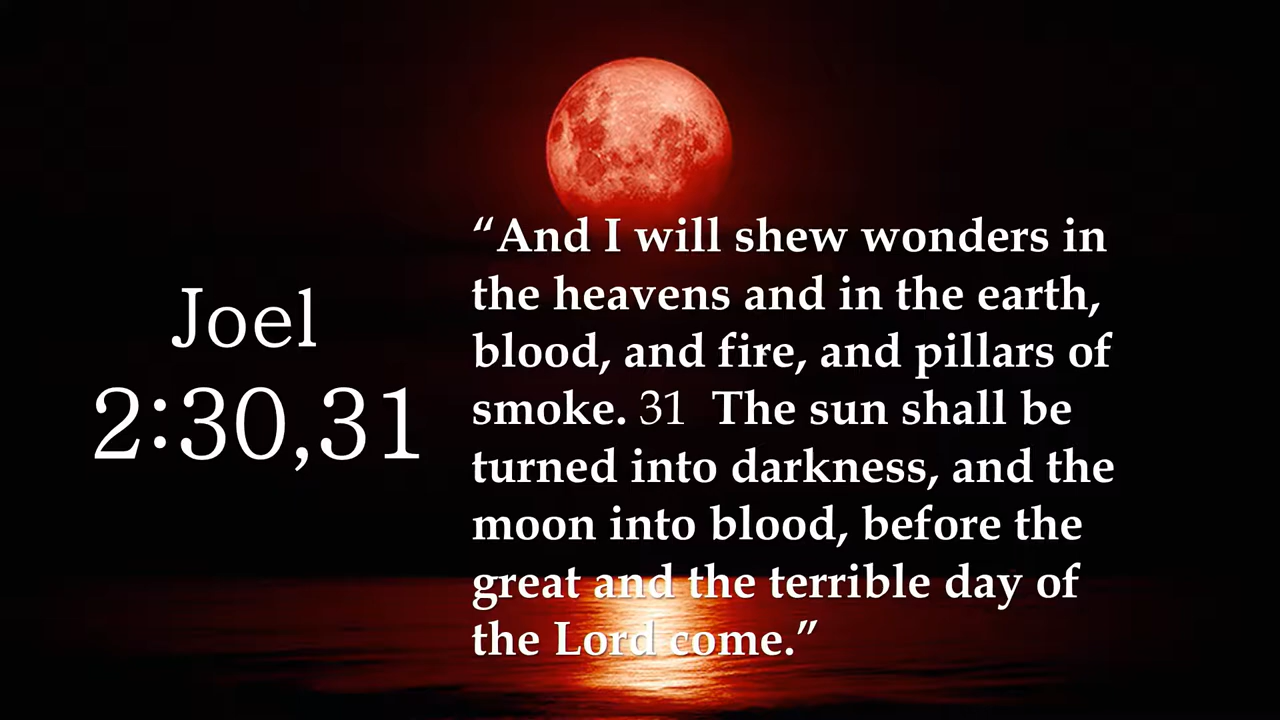 Joel
2:30,31
“And I will shew wonders in
the heavens and in the earth,
blood, and fire, and pillars of
smoke. 31  The sun shall be
turned into darkness, and the
moon into blood, before the
great and the terrible day of
the Lord come.”